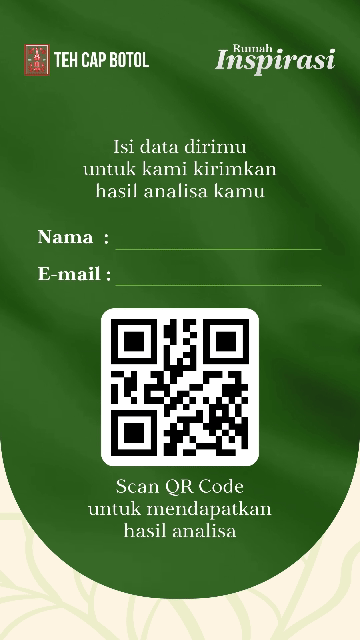 TEH CAP BOTOL
Rumah
Inspirasi
Isi data dirimu
untuk kami kirimkan
hasil analisa kamu
Nama :
E-mail :
Scan QR Code
untuk mendapatkan
hasil analisa